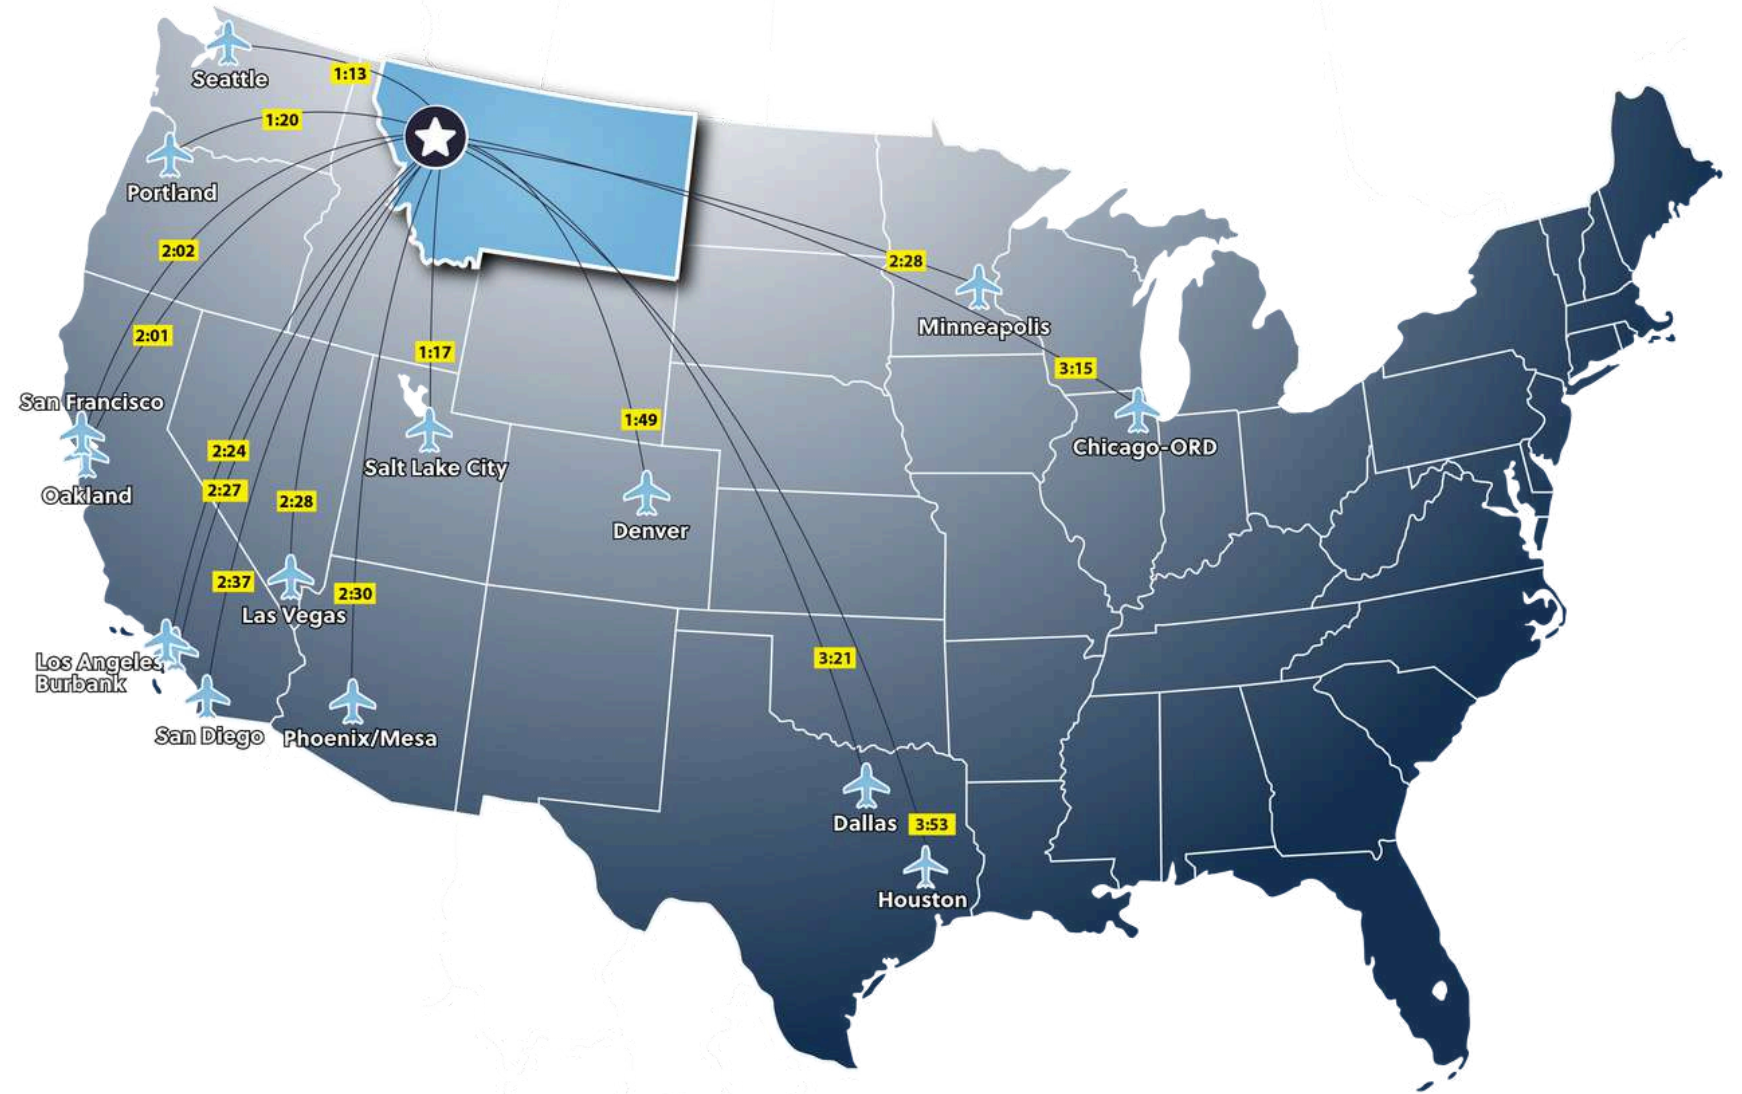 Seattle
1:13
1:20
Portland
2:02
2:28
Minneapolis
2:01
1:17
3:15
San Francisco
1:49
Chicago-ORD
2:24
Salt Lake City
2:27
Oakland
2:28
Denver
2:37
2:30
Las Vegas
Los Angeles
Burbank
3:21
San Diego
Phoenix/Mesa
Dallas
3:53
Houston